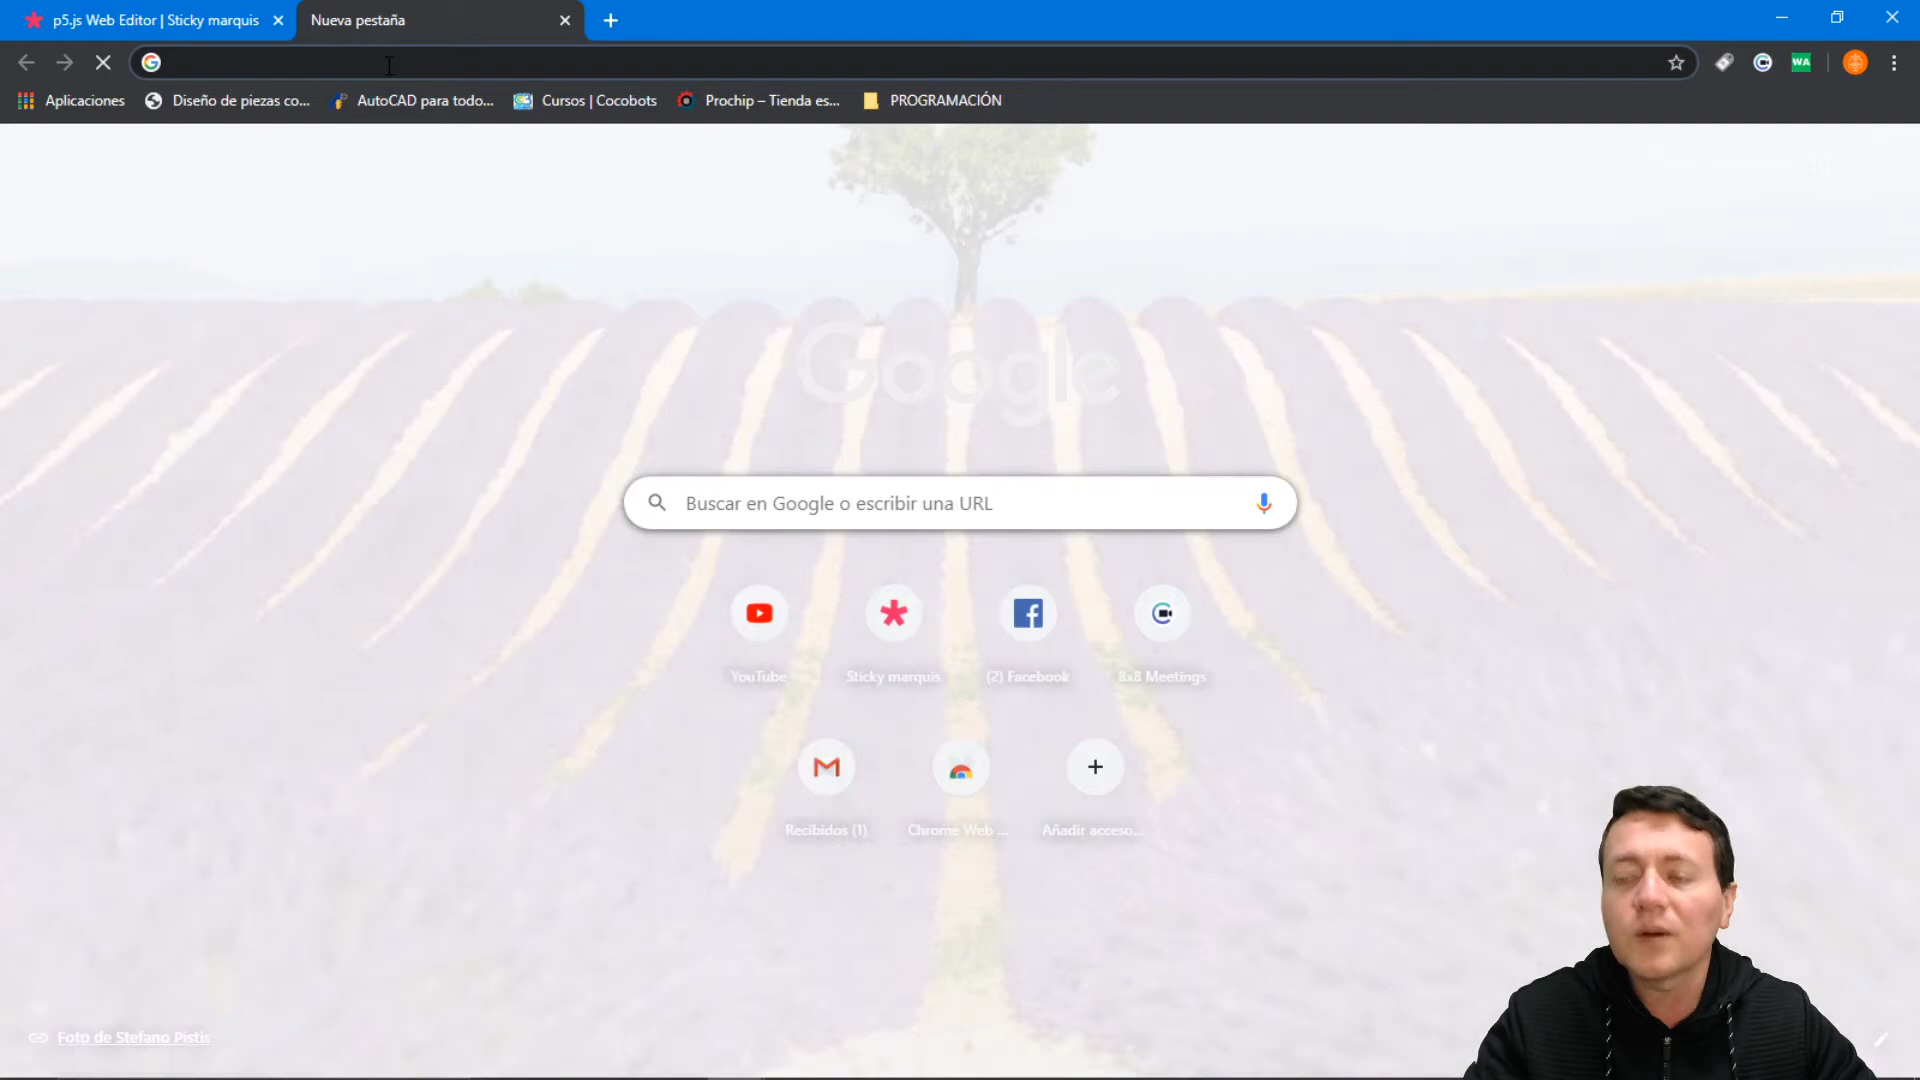 p5.js Web Editor | Sticky marquis
Nueva pestaña
WA
Aplicaciones
Diseño de piezas co...
AutoCAD para todo...
Cursos | Cocobots
Prochip – Tienda es...
PROGRAMACIÓN
Google
Buscar en Google o escribir una URL
YouTube
Sticky marquis
(2) Facebook
8x8 Meetings
Recibidos (1)
Chrome Web ...
Añadir acceso...
Foto de Stefano Pistis